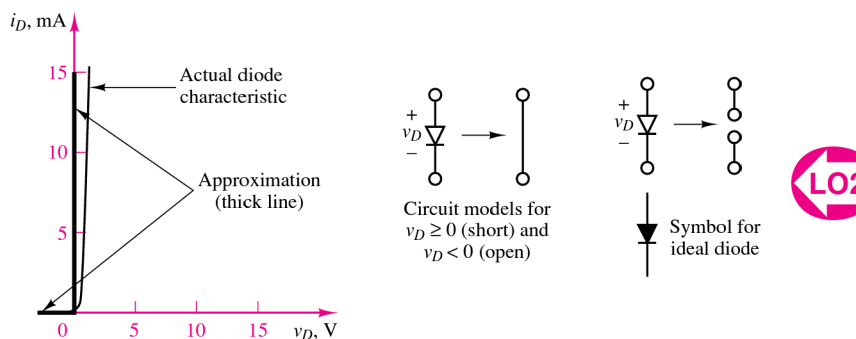 i_D, mA
15
10
5
0
5
10
15
v_D, V
Actual diode
characteristic
Approximation
(thick line)
+
v_D
−
Circuit models for
v_D ≥ 0 (short) and
v_D < 0 (open)
+
v_D
−
Symbol for
ideal diode
LO2